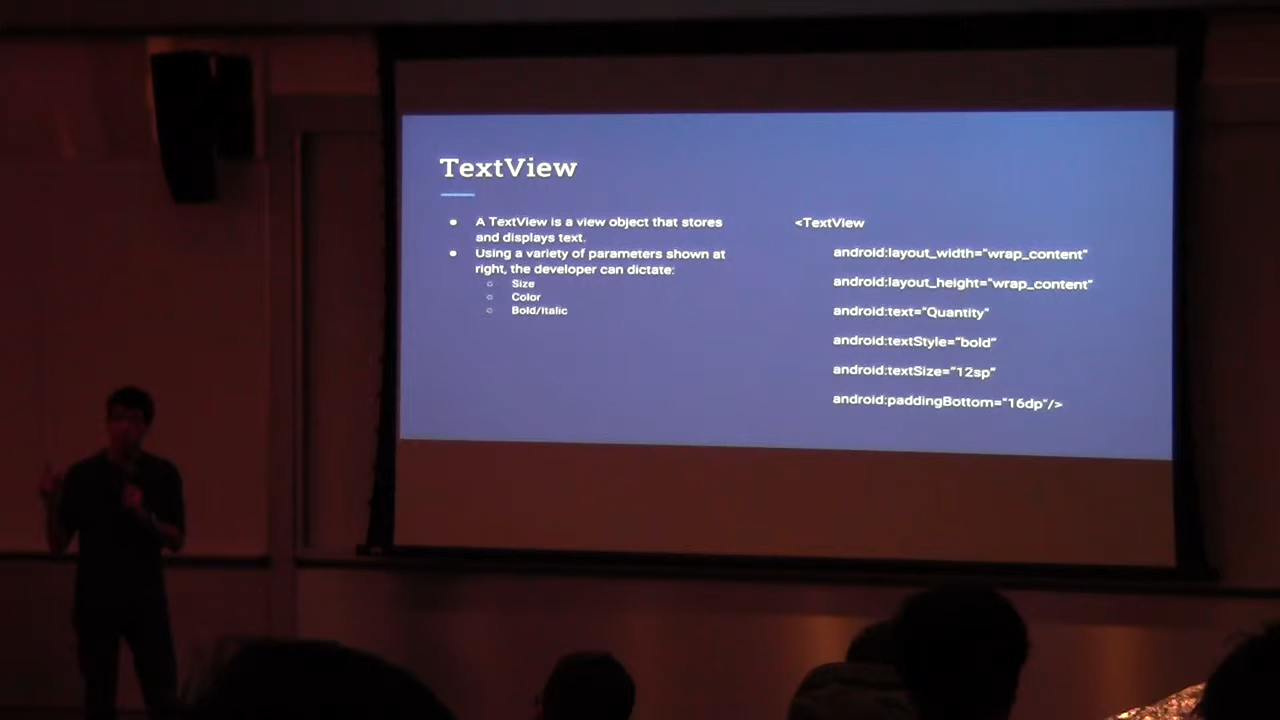 TextView
● A TextView is a view object that stores
and displays text.
● Using a variety of parameters shown at
right, the developer can dictate:
○ Size
○ Color
○ Bold/Italic
<TextView
android:layout_width="wrap_content"
android:layout_height="wrap_content"
android:text="Quantity"
android:textStyle="bold"
android:textSize="12sp"
android:paddingBottom="16dp"/>